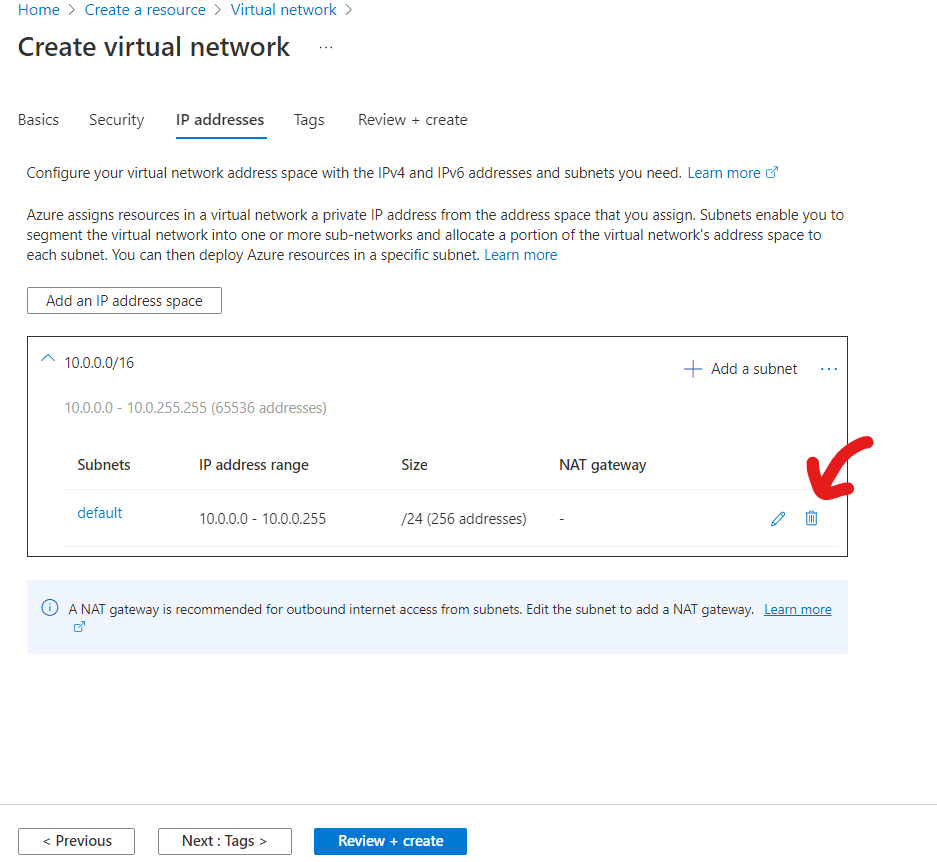 Home > Create a resource > Virtual network >
Create virtual network ...
Basics Security IP addresses Tags Review + create
Configure your virtual network address space with the IPv4 and IPv6 addresses and subnets you need. Learn more
Azure assigns resources in a virtual network a private IP address from the address space that you assign. Subnets enable you to
segment the virtual network into one or more sub-networks and allocate a portion of the virtual network's address space to
each subnet. You can then deploy Azure resources in a specific subnet. Learn more
Add an IP address space
10.0.0.0/16
+ Add a subnet ...
10.0.0.0 - 10.0.255.255 (65536 addresses)
Subnets IP address range Size NAT gateway
default 10.0.0.0 - 10.0.0.255 /24 (256 addresses) -
A NAT gateway is recommended for outbound internet access from subnets. Edit the subnet to add a NAT gateway. Learn more
< Previous Next : Tags > Review + create